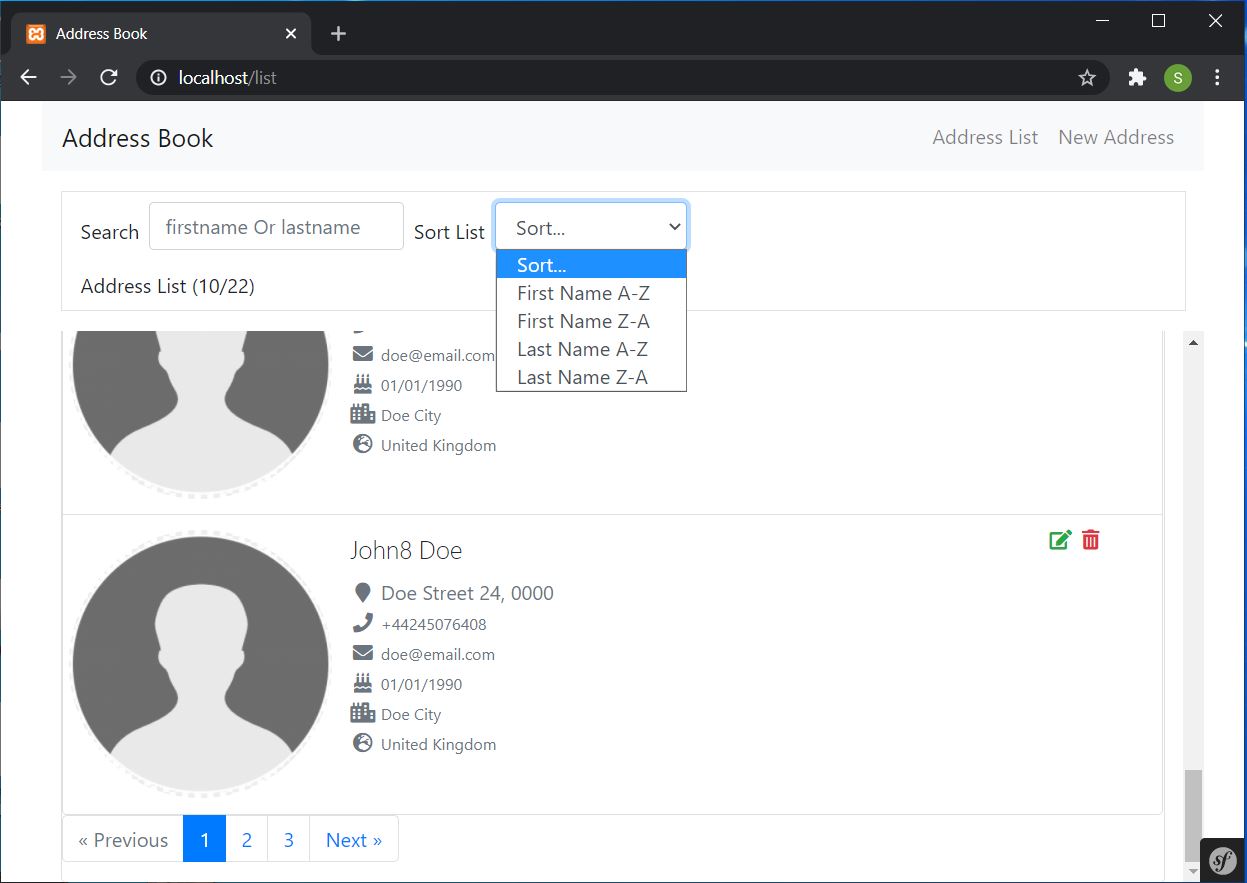 Address Book
localhost/list
S
Address Book
Address List New Address
Search firstname Or lastname Sort List Sort...
Sort...
First Name A-Z
First Name Z-A
Last Name A-Z
Last Name Z-A
Address List (10/22)
doe@email.com
01/01/1990
Doe City
United Kingdom
John8 Doe
Doe Street 24, 0000
+44245076408
doe@email.com
01/01/1990
Doe City
United Kingdom
« Previous 1 2 3 Next »
sf